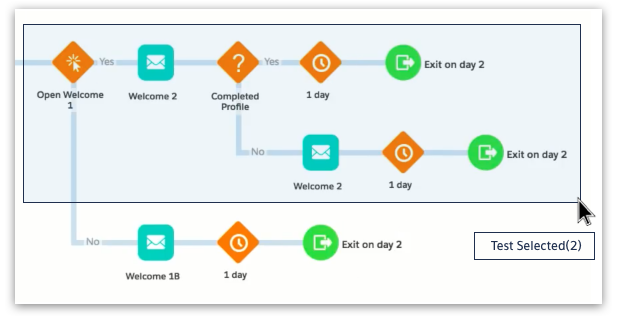 Yes
Yes
Exit on day 2
Open Welcome
1
Welcome 2
Completed
Profile
1 day
No
Exit on day 2
Welcome 2
1 day
No
Exit on day 2
Test Selected(2)
Welcome 1B
1 day